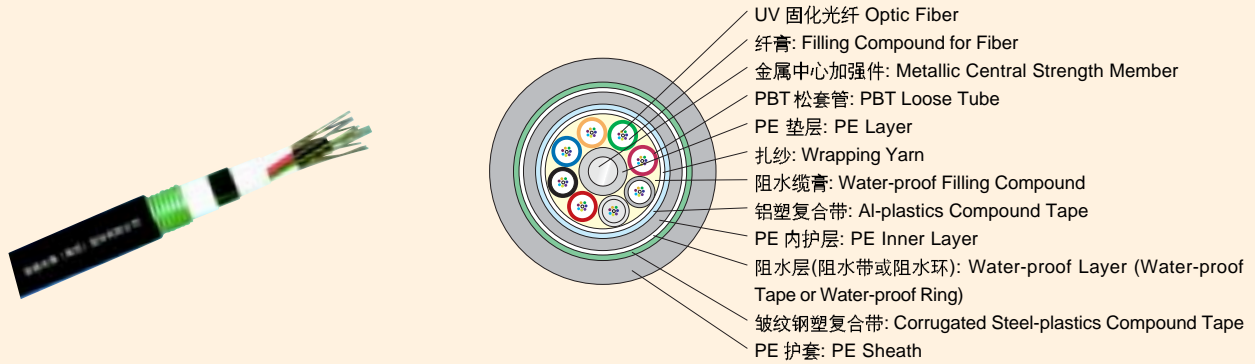 UV 固化光纤 Optic Fiber
纤膏: Filling Compound for Fiber
金属中心加强件: Metallic Central Strength Member
PBT 松套管: PBT Loose Tube
PE 垫层: PE Layer
扎纱: Wrapping Yarn
阻水缆膏: Water-proof Filling Compound
铝塑复合带: Al-plastics Compound Tape
PE 内护层: PE Inner Layer
阻水层(阻水带或阻水环): Water-proof Layer (Water-proof
Tape or Water-proof Ring)
皱纹钢塑复合带: Corrugated Steel-plastics Compound Tape
PE 护套: PE Sheath